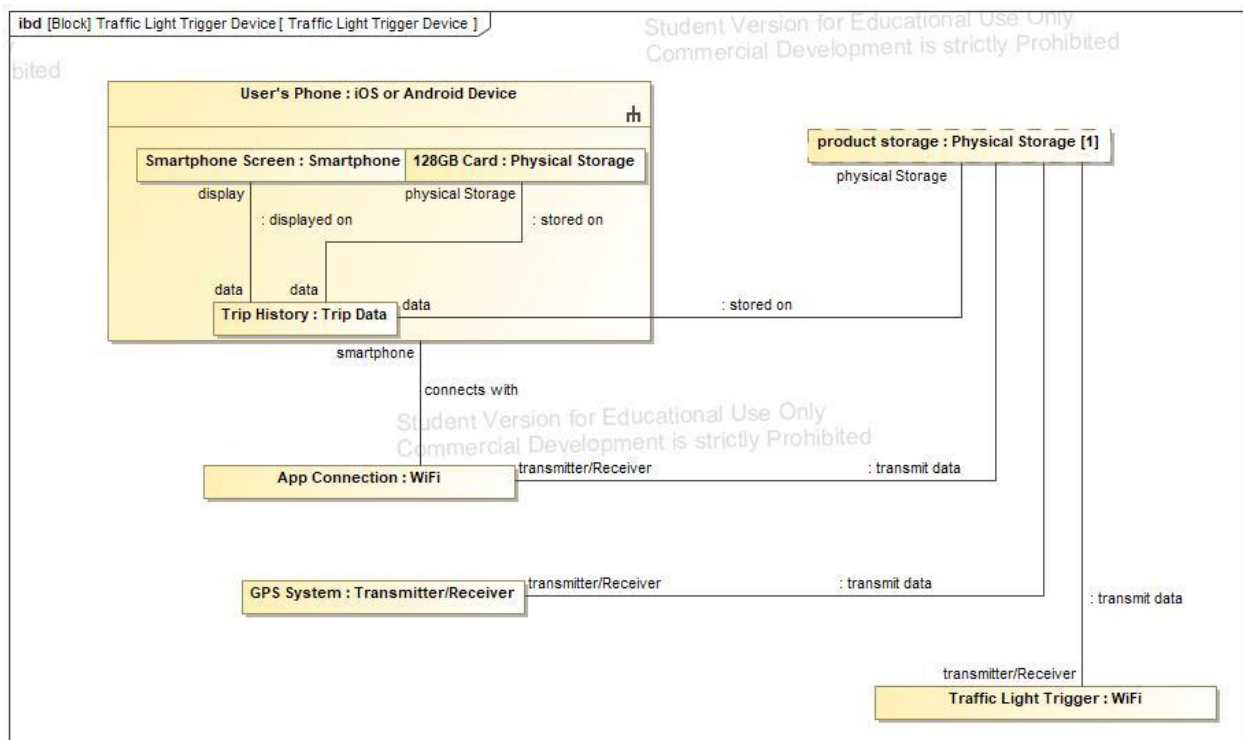 ibd [Block] Traffic Light Trigger Device [ Traffic Light Trigger Device ]
Student Version for Educational Use Only
Commercial Development is strictly Prohibited
bited
User's Phone : iOS or Android Device
Smartphone Screen : Smartphone
128GB Card : Physical Storage
product storage : Physical Storage [1]
display
physical Storage
physical Storage
: displayed on
: stored on
data
data
data
: stored on
Trip History : Trip Data
smartphone
connects with
Student Version for Educational Use Only
Commercial Development is strictly Prohibited
App Connection : WiFi
transmitter/Receiver
: transmit data
GPS System : Transmitter/Receiver
transmitter/Receiver
: transmit data
: transmit data
transmitter/Receiver
Traffic Light Trigger : WiFi